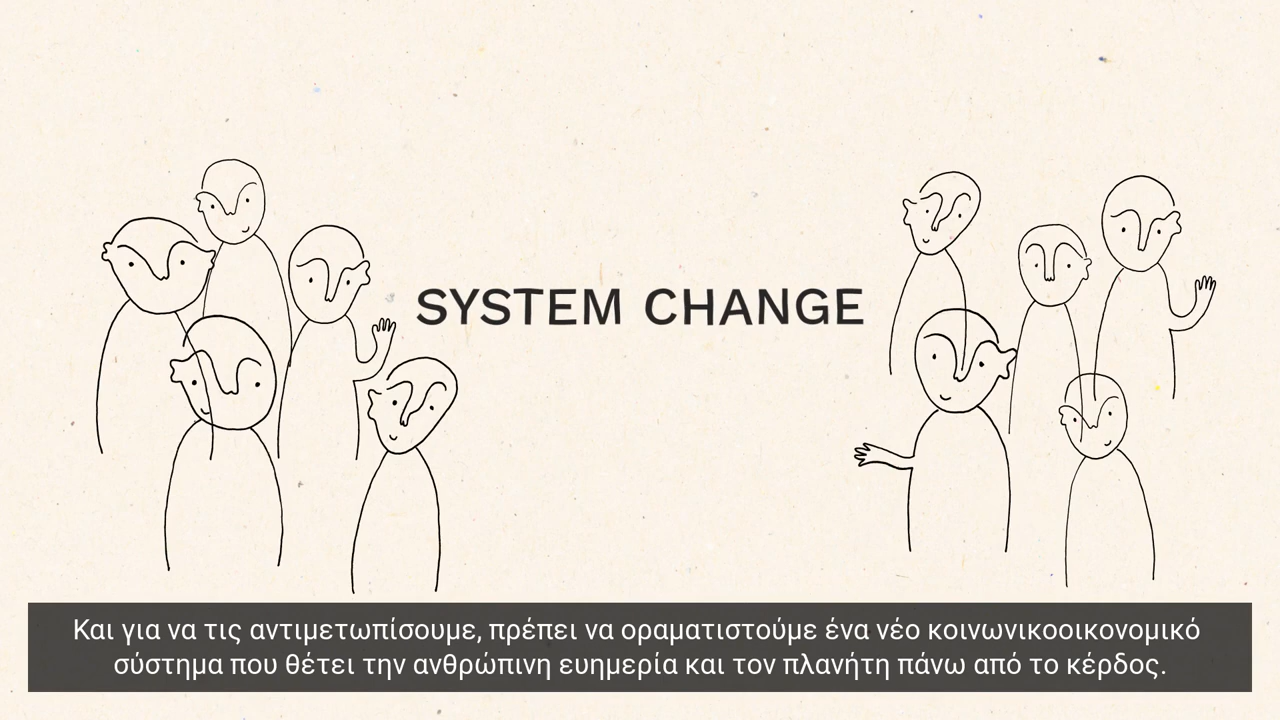 SYSTEM CHANGE
Και για να τις αντιμετωπίσουμε, πρέπει να οραματιστούμε ένα νέο κοινωνικοοικονομικό
σύστημα που θέτει την ανθρώπινη ευημερία και τον πλανήτη πάνω από το κέρδος.